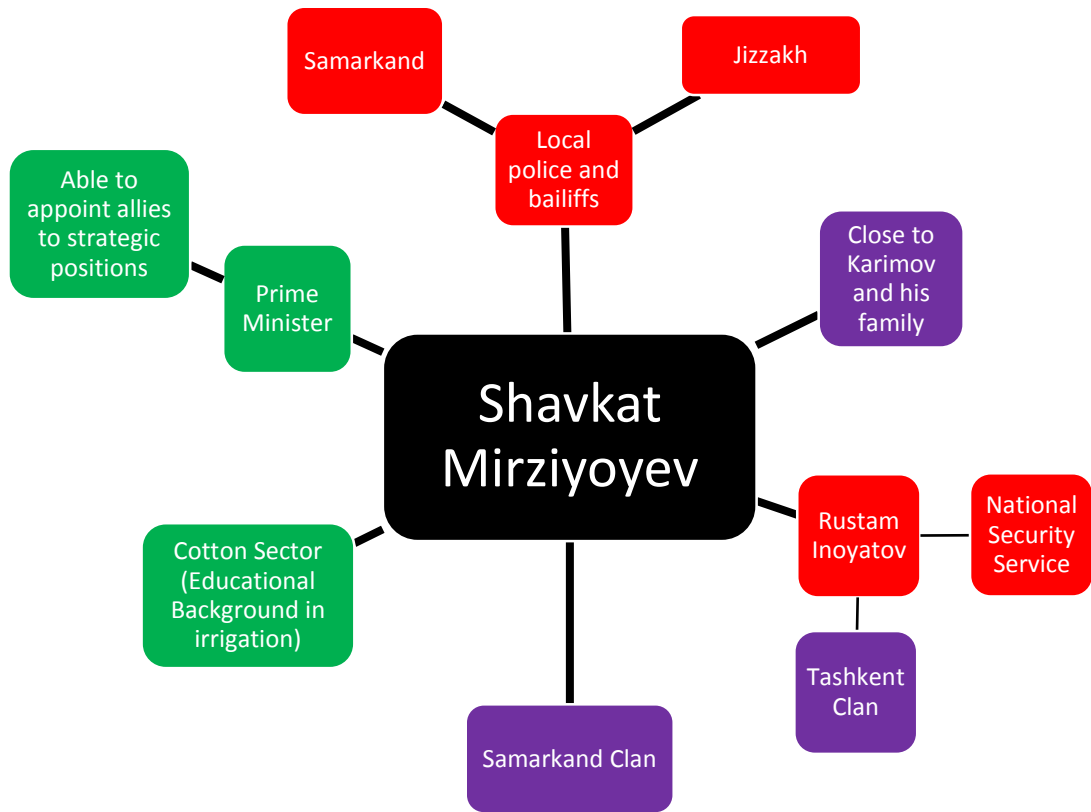 Samarkand
Jizzakh
Local
police and
bailiffs
Able to
appoint allies
to strategic
positions
Prime
Minister
Close to
Karimov
and his
family
Shavkat
Mirziyoyev
Rustam
Inoyatov
National
Security
Service
Cotton Sector
(Educational
Background in
irrigation)
Tashkent
Clan
Samarkand Clan